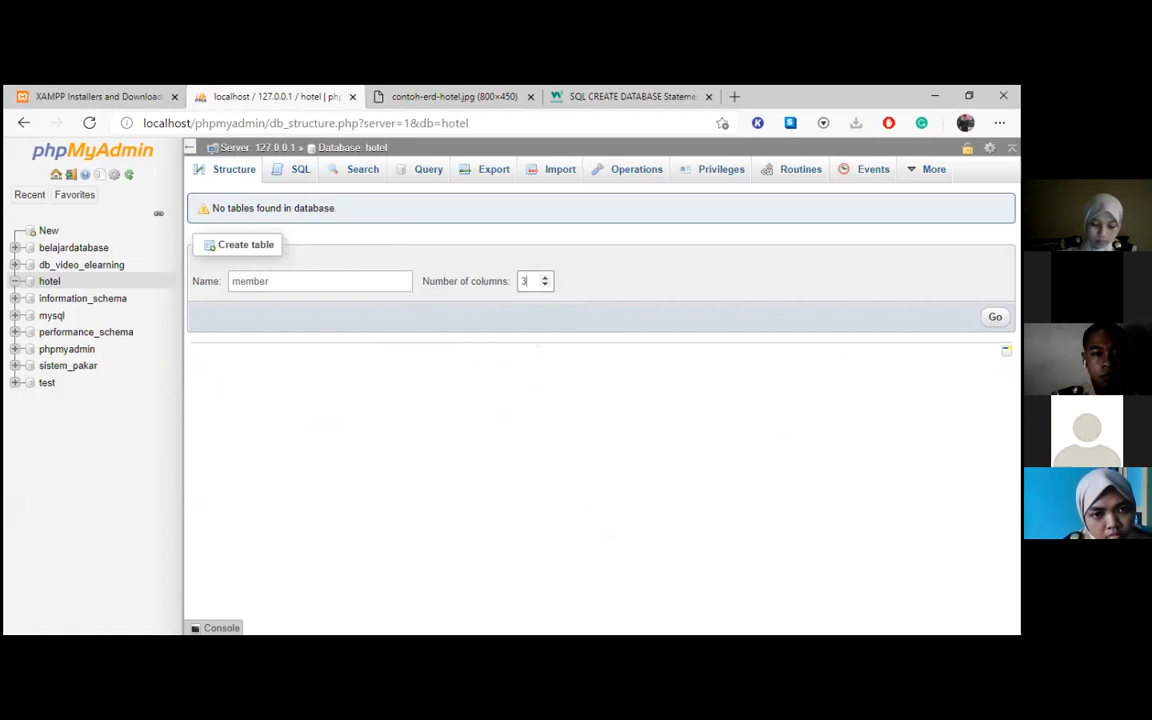 XAMPP Installers and Download
localhost / 127.0.0.1 / hotel | ph
contoh-erd-hotel.jpg (800×450)
SQL CREATE DATABASE Stateme
localhost/phpmyadmin/db_structure.php?server=1&db=hotel
phpMyAdmin
Recent
Favorites
New
belajardatabase
db_video_elearning
hotel
information_schema
mysql
performance_schema
phpmyadmin
sistem_pakar
test
Server: 127.0.0.1 » Database: hotel
Structure
SQL
Search
Query
Export
Import
Operations
Privileges
Routines
Events
More
No tables found in database.
Create table
Name:
member
Number of columns:
3
Go
Console